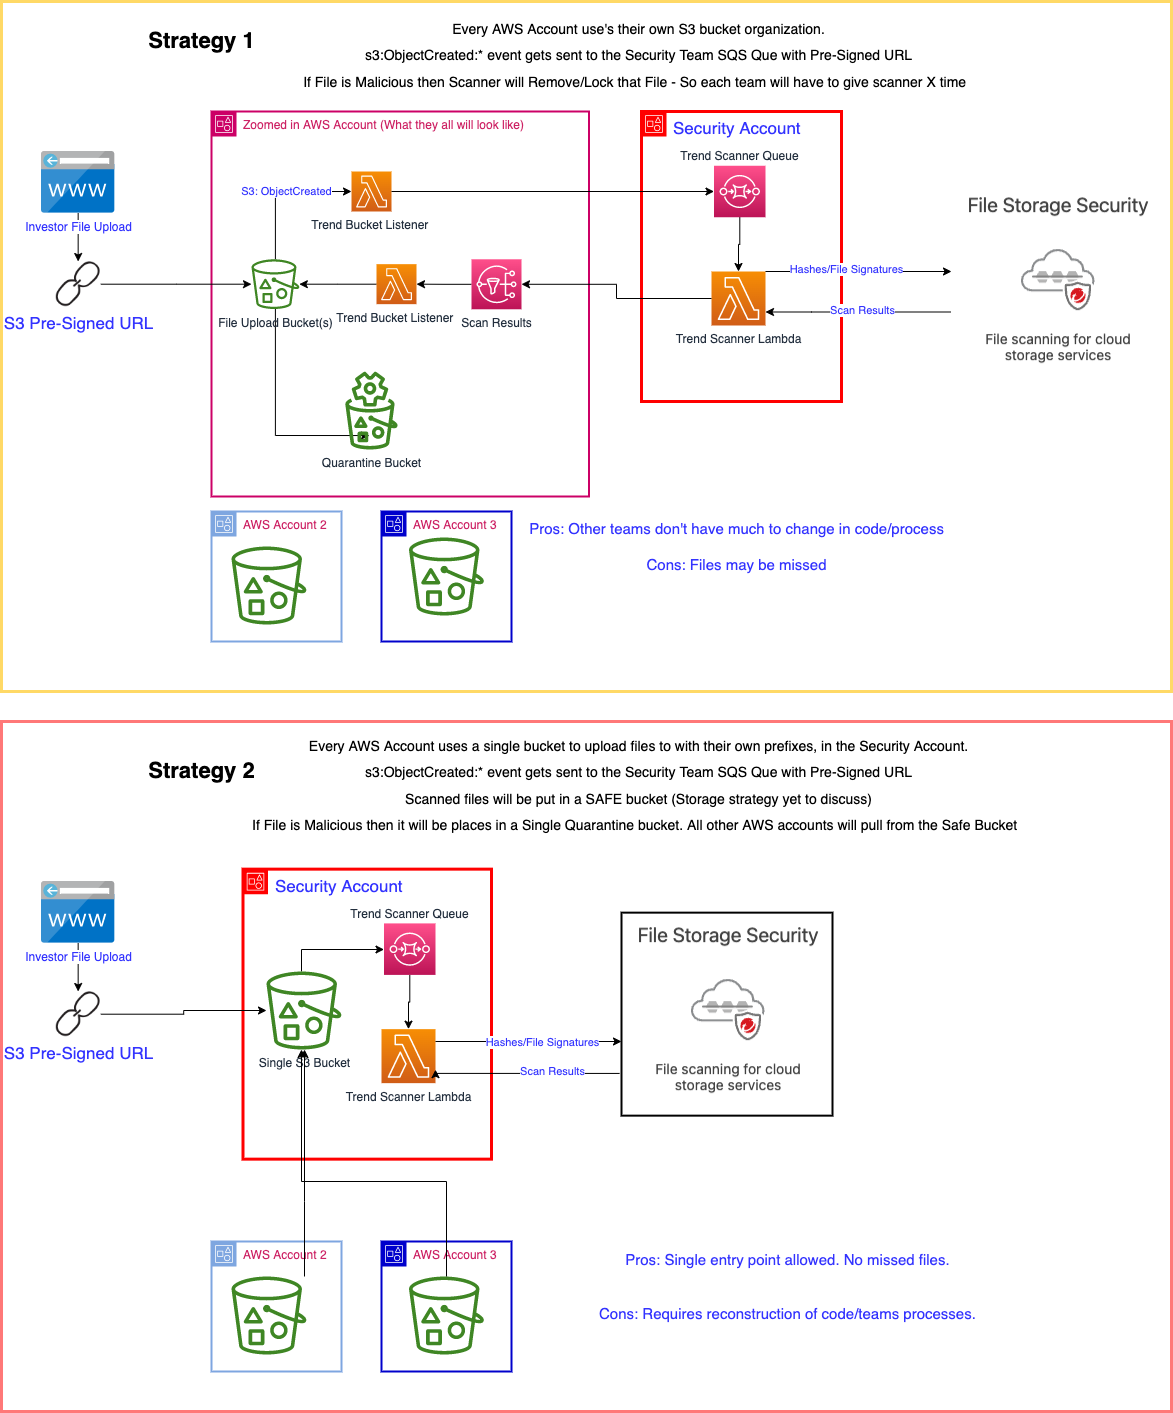 Strategy 1
Every AWS Account use's their own S3 bucket organization.
s3:ObjectCreated:* event gets sent to the Security Team SQS Que with Pre-Signed URL
If File is Malicious then Scanner will Remove/Lock that File - So each team will have to give scanner X time
Zoomed in AWS Account (What they all will look like)
Security Account
Trend Scanner Queue
WWW
Investor File Upload
S3 Pre-Signed URL
S3: ObjectCreated
Trend Bucket Listener
File Upload Bucket(s)
Trend Bucket Listener
Scan Results
Quarantine Bucket
Trend Scanner Lambda
Hashes/File Signatures
Scan Results
File Storage Security
File scanning for cloud
storage services
AWS Account 2
AWS Account 3
Pros: Other teams don't have much to change in code/process
Cons: Files may be missed
Strategy 2
Every AWS Account uses a single bucket to upload files to with their own prefixes, in the Security Account.
s3:ObjectCreated:* event gets sent to the Security Team SQS Que with Pre-Signed URL
Scanned files will be put in a SAFE bucket (Storage strategy yet to discuss)
If File is Malicious then it will be places in a Single Quarantine bucket. All other AWS accounts will pull from the Safe Bucket
Security Account
Trend Scanner Queue
WWW
Investor File Upload
S3 Pre-Signed URL
Single S3 Bucket
Trend Scanner Lambda
Hashes/File Signatures
Scan Results
File Storage Security
File scanning for cloud
storage services
AWS Account 2
AWS Account 3
Pros: Single entry point allowed. No missed files.
Cons: Requires reconstruction of code/teams processes.